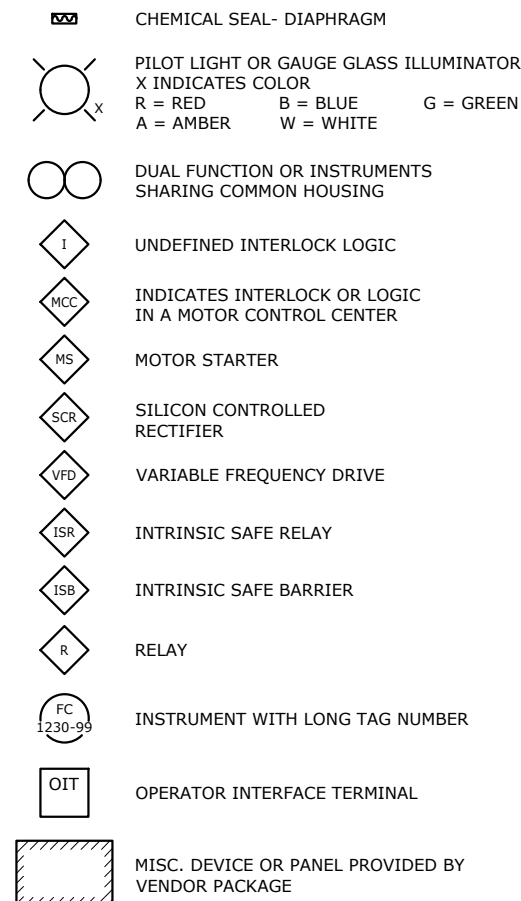 CHEMICAL SEAL- DIAPHRAGM
PILOT LIGHT OR GAUGE GLASS ILLUMINATOR
X INDICATES COLOR
R = RED B = BLUE G = GREEN
A = AMBER W = WHITE
X
DUAL FUNCTION OR INSTRUMENTS
SHARING COMMON HOUSING
I
UNDEFINED INTERLOCK LOGIC
MCC
INDICATES INTERLOCK OR LOGIC
IN A MOTOR CONTROL CENTER
MS
MOTOR STARTER
SCR
SILICON CONTROLLED
RECTIFIER
VFD
VARIABLE FREQUENCY DRIVE
ISR
INTRINSIC SAFE RELAY
ISB
INTRINSIC SAFE BARRIER
R
RELAY
FC
1230-99
INSTRUMENT WITH LONG TAG NUMBER
OIT
OPERATOR INTERFACE TERMINAL
MISC. DEVICE OR PANEL PROVIDED BY
VENDOR PACKAGE